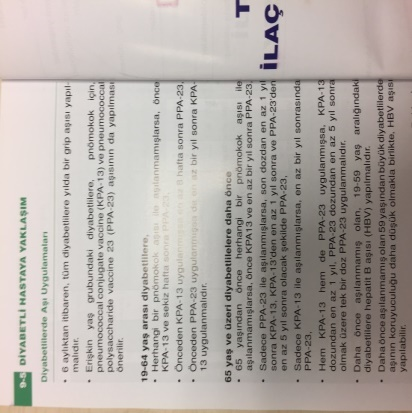 9-5 DİYABETLİ HASTAYA YAKLAŞIM
Diyabetlilerde Aşı Uygulamaları
• 6 aylıktan itibaren, tüm diyabetlilere yılda bir grip aşısı yapıl-
malıdır.
• Erişkin yaş grubundaki diyabetlilere, pnömokok için,
pneumococcal conjugate vaccine (KPA-13) ve pneumococcal
polysaccharide vaccine 23 (PPA-23) aşısının da yapılması
önerilir.
19-64 yaş arası diyabetlilere,
Herhangi bir pnömokok aşısı ile aşılanmamışlarsa, önce
KPA-13 ve sekiz hafta sonra PPA-23,
• Önceden KPA-13 uygulanmışsa en az 8 hafta sonra PPA-23,
• Önceden PPA-23 uygulanmışsa da en az bir yıl sonra KPA-
13 uygulanmalıdır.
65 yaş ve üzeri diyabetlilelere daha önce
• 65 yaşından önce herhangi bir pnömokok aşısı ile
aşılanmamışlarsa, önce KPA13 ve en az bir yıl sonra PPA-23,
• Sadece PPA-23 ile aşılanmışlarsa, son dozdan en az 1 yıl
sonra KPA-13, KPA-13'den en az 1 yıl sonra ve PPA-23'den
en az 5 yıl sonra olacak şekilde PPA-23,
• Sadece KPA-13 ile aşılanmışlarsa, en az bir yıl sonrasında
PPA-23,
• Hem KPA-13 hem de PPA-23 uygulanmışsa, KPA-13
dozundan en az 1 yıl, PPA-23 dozundan en az 5 yıl sonra
olmak üzere tek bir doz PPA-23 uygulanmalıdır.
• Daha önce aşılanmamış olan, 19-59 yaş aralığındaki
diyabetlilere hepatit B aşısı (HBV) yapılmalıdır.
• Daha önce aşılanmamış olan 59 yaşından büyük diyabetlilerde
aşının koruyuculuğu daha düşük olmakla birlikte, HBV aşısı
yapılabilir.
T
İLAÇ